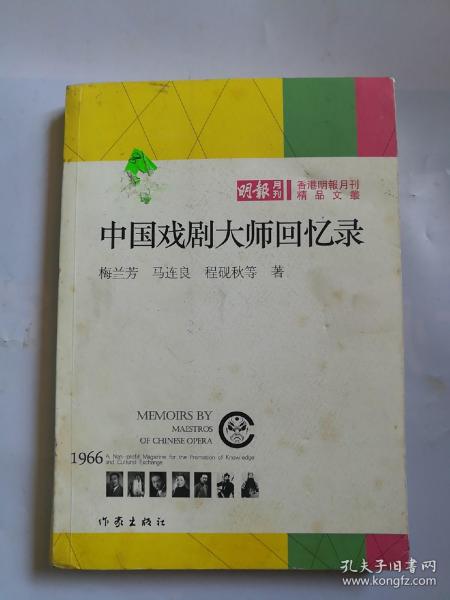 明報 月刊 香港明報月刊
精品文叢
中国戏剧大师回忆录
梅兰芳 马连良 程砚秋等 著
MEMOIRS BY
MAESTROS
OF CHINESE OPERA
1966 A Non-profit Magazine for the Promotion of Knowledge
and Cultural Exchange
作家出版社
孔夫子旧书网
www.kongfz.com